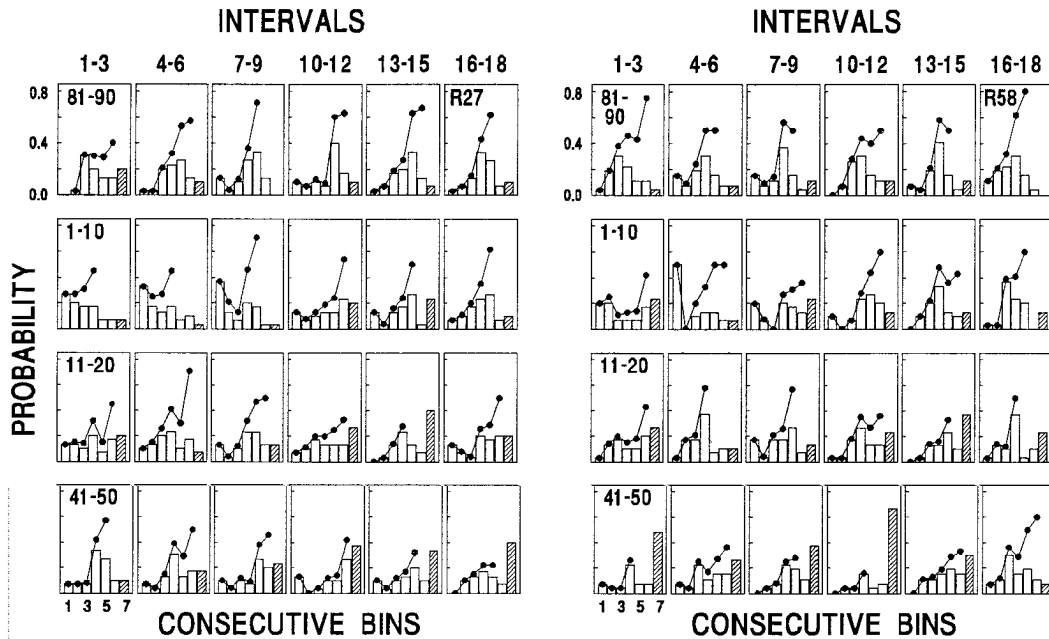 INTERVALS INTERVALS
1-3 4-6 7-9 10-12 13-15 16-18 1-3 4-6 7-9 10-12 13-15 16-18
0.8 81-90 R27 0.8 81- R58
90
0.4 0.4
0.0 0.0
1-10 1-10
PROBABILITY
11-20 11-20
41-50 41-50
1 3 5 7 1 3 5 7
CONSECUTIVE BINS CONSECUTIVE BINS